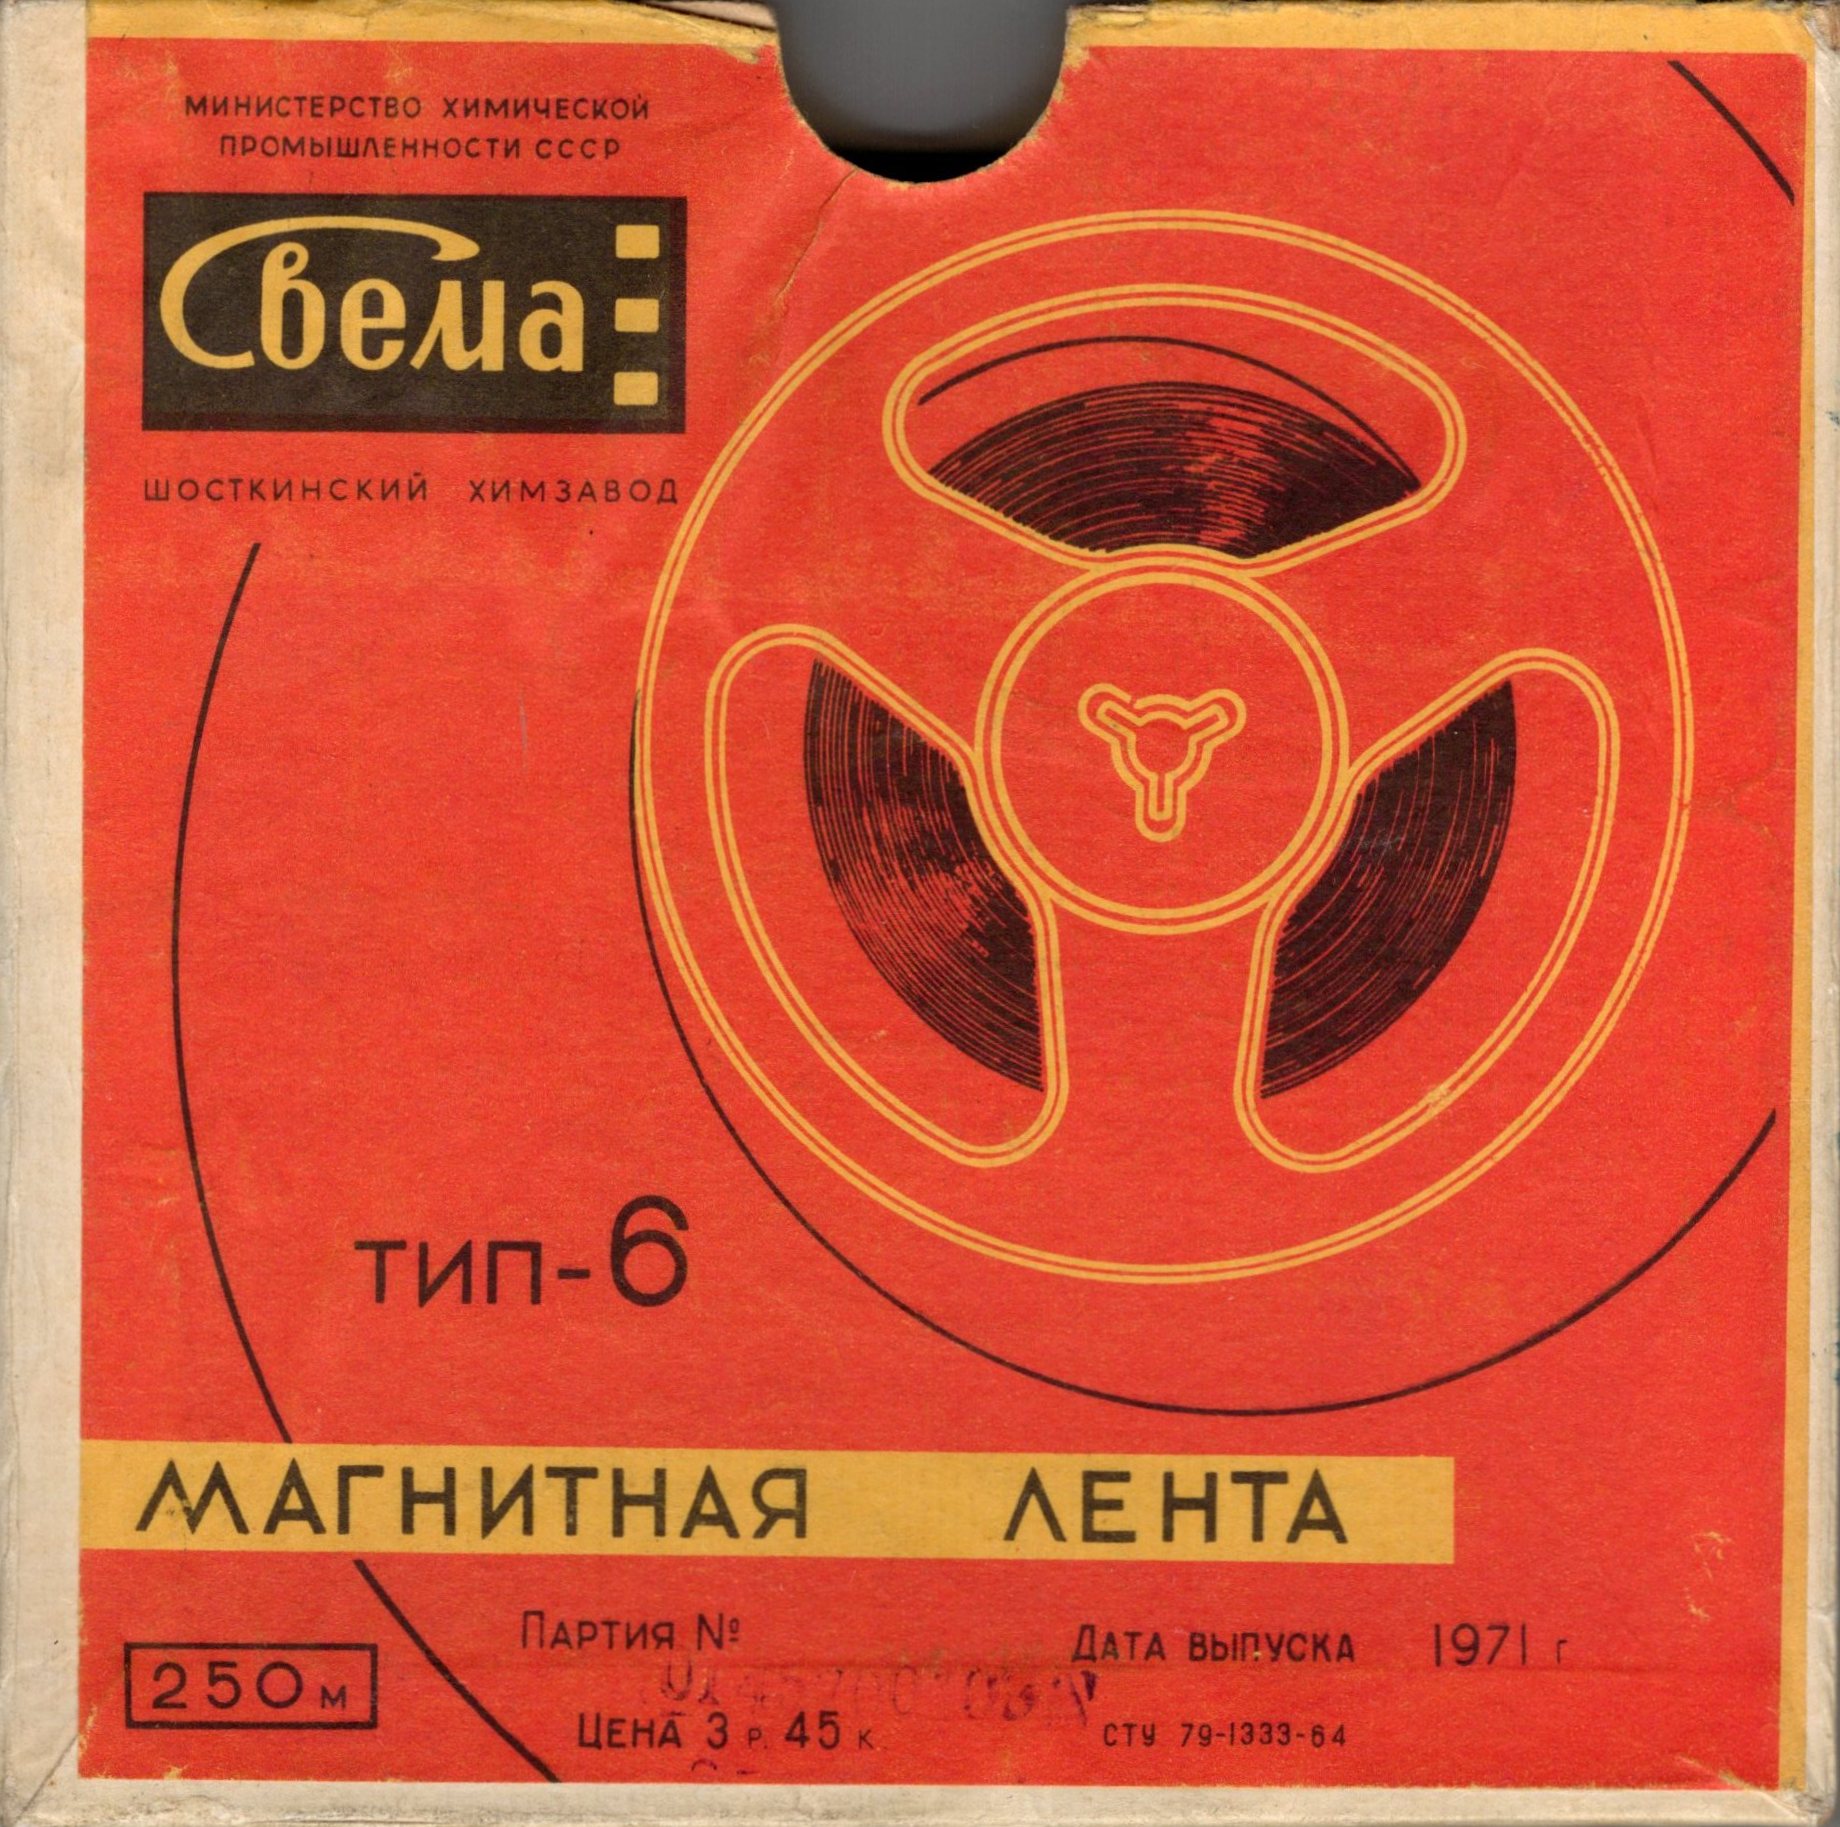 МИНИСТЕРСТВО ХИМИЧЕСКОЙ
ПРОМЫШЛЕННОСТИ СССР
Свема
ШОСТКИНСКИЙ ХИМЗАВОД
ТИП-6
МАГНИТНАЯ ЛЕНТА
ПАРТИЯ №
ДАТА ВЫПУСКА 1971 г
250 м
ЦЕНА 3 р. 45 к.
СТУ 79-1333-64